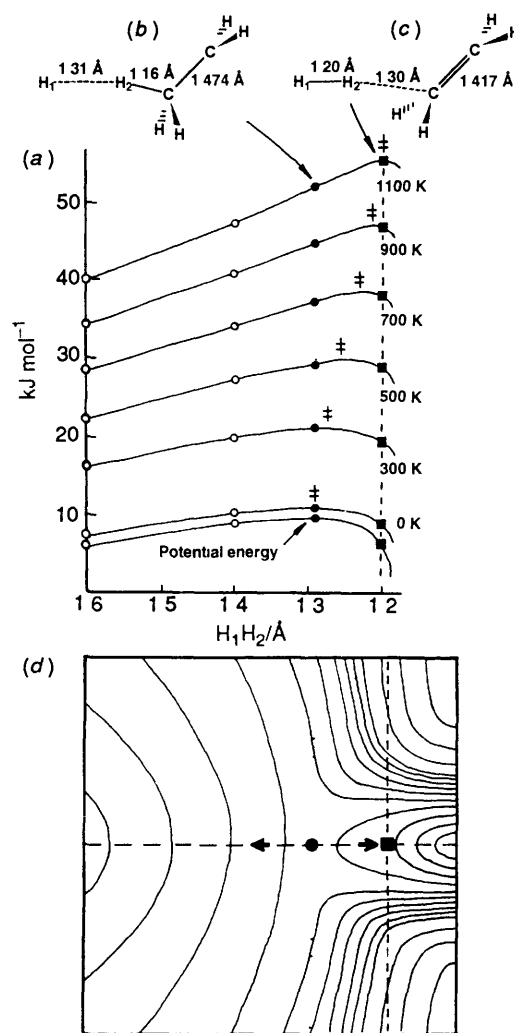 (b)
(c)
H H
1 31 Å
H₁ H₂ 1 16 Å C 1 474 Å
C
H H
H H
1 20 Å
H₁ H₂ 1 30 Å C 1 417 Å
C
H
H
(a)
kJ mol⁻¹
50
40
30
20
10
‡
1100 K
‡
900 K
‡
700 K
‡
500 K
‡
300 K
‡
0 K
Potential energy
1 6 1 5 1 4 1 3 1 2
H₁H₂/Å
(d)